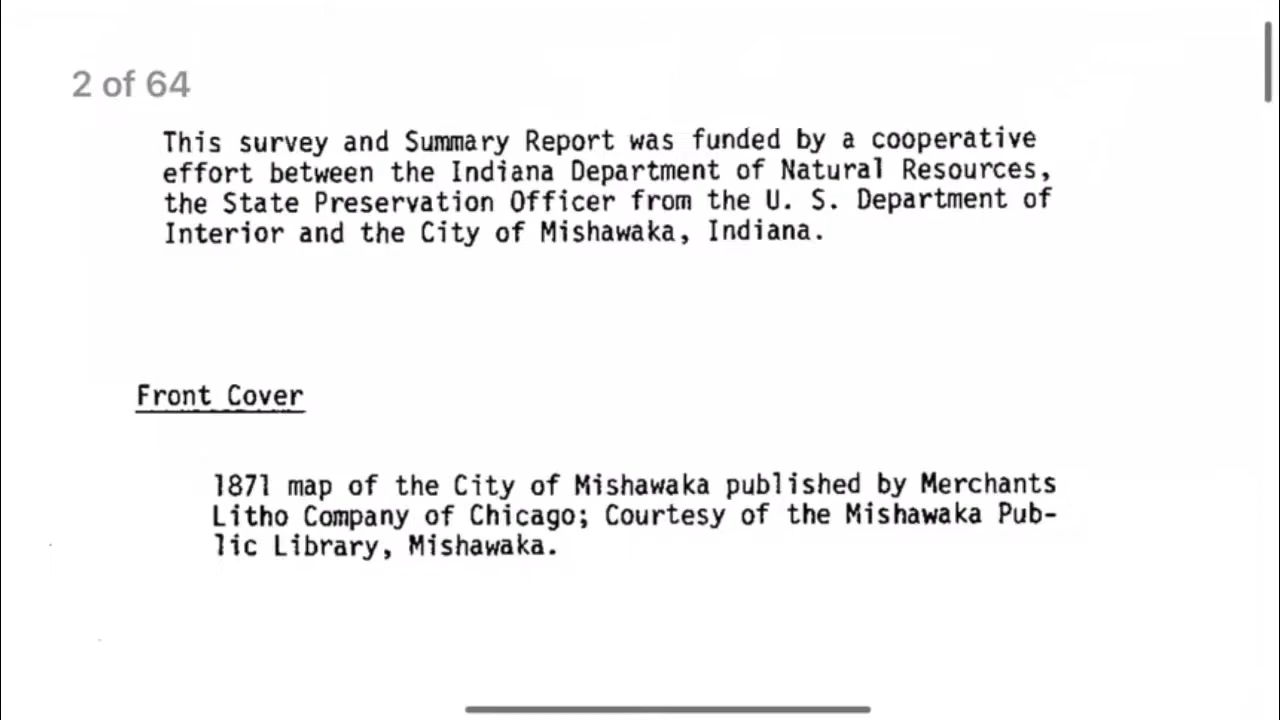 2 of 64
This survey and Summary Report was funded by a cooperative
effort between the Indiana Department of Natural Resources,
the State Preservation Officer from the U. S. Department of
Interior and the City of Mishawaka, Indiana.
Front Cover
1871 map of the City of Mishawaka published by Merchants
Litho Company of Chicago; Courtesy of the Mishawaka Pub-
lic Library, Mishawaka.